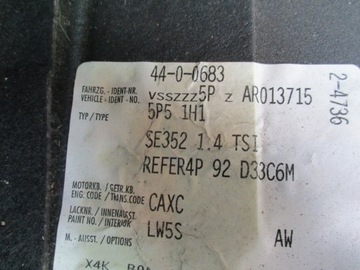 44-0-0683
2-4736
FAHRZG.-IDENT-NR. vsszzz5P z AR013715
VEHICLE-IDENT-NO.
TYP / TYPE 5P5 1H1
SE352 1.4 TSI
REFER4P 92 D33C6M
MOTORKB. / GETR.KB.
ENG. CODE / TRANS.CODE CAXC
LACKNR. / INNENAUSST.
PAINT NO. / INTERIOR LW5S AW
M.-AUSST. / OPTIONS
X4K